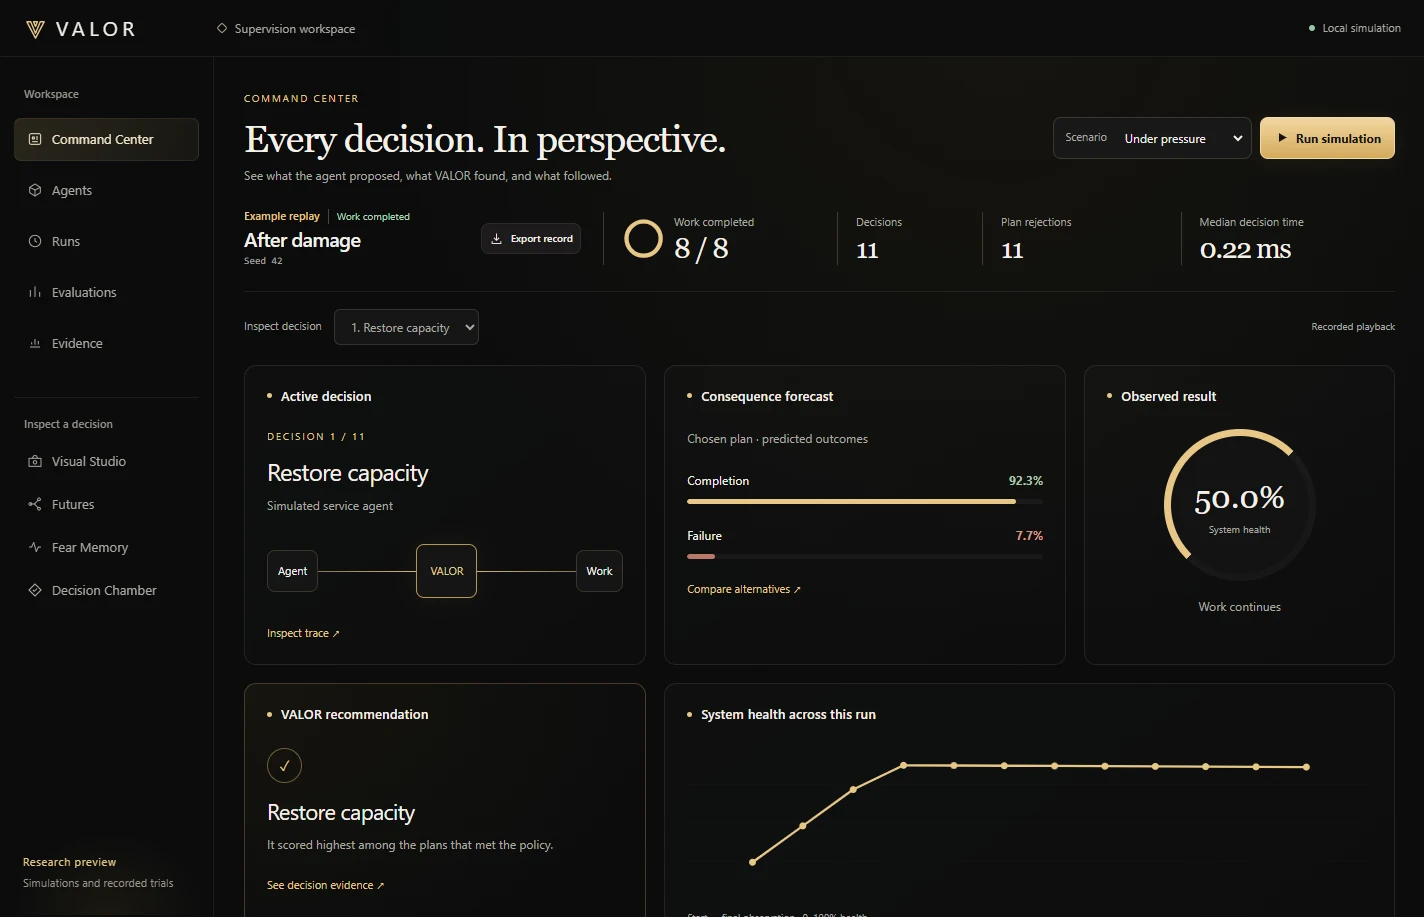 VALOR
Supervision workspace
Local simulation
Workspace
Command Center
Agents
Runs
Evaluations
Evidence
Inspect a decision
Visual Studio
Futures
Fear Memory
Decision Chamber
Research preview
Simulations and recorded trials
COMMAND CENTER
Every decision. In perspective.
See what the agent proposed, what VALOR found, and what followed.
Scenario Under pressure
Run simulation
Example replay Work completed
After damage
Seed 42
Export record
Work completed
8 / 8
Decisions
11
Plan rejections
11
Median decision time
0.22 ms
Inspect decision 1. Restore capacity
Recorded playback
Active decision
DECISION 1 / 11
Restore capacity
Simulated service agent
Agent VALOR Work
Inspect trace ↗
Consequence forecast
Chosen plan · predicted outcomes
Completion 92.3%
Failure 7.7%
Compare alternatives ↗
Observed result
50.0%
System health
Work continues
VALOR recommendation
Restore capacity
It scored highest among the plans that met the policy.
See decision evidence ↗
System health across this run